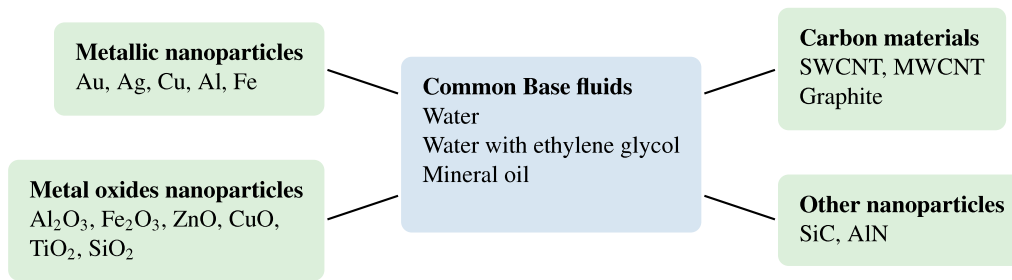 Metallic nanoparticles
Au, Ag, Cu, Al, Fe
Metal oxides nanoparticles
Al₂O₃, Fe₂O₃, ZnO, CuO,
TiO₂, SiO₂
Common Base fluids
Water
Water with ethylene glycol
Mineral oil
Carbon materials
SWCNT, MWCNT
Graphite
Other nanoparticles
SiC, AlN